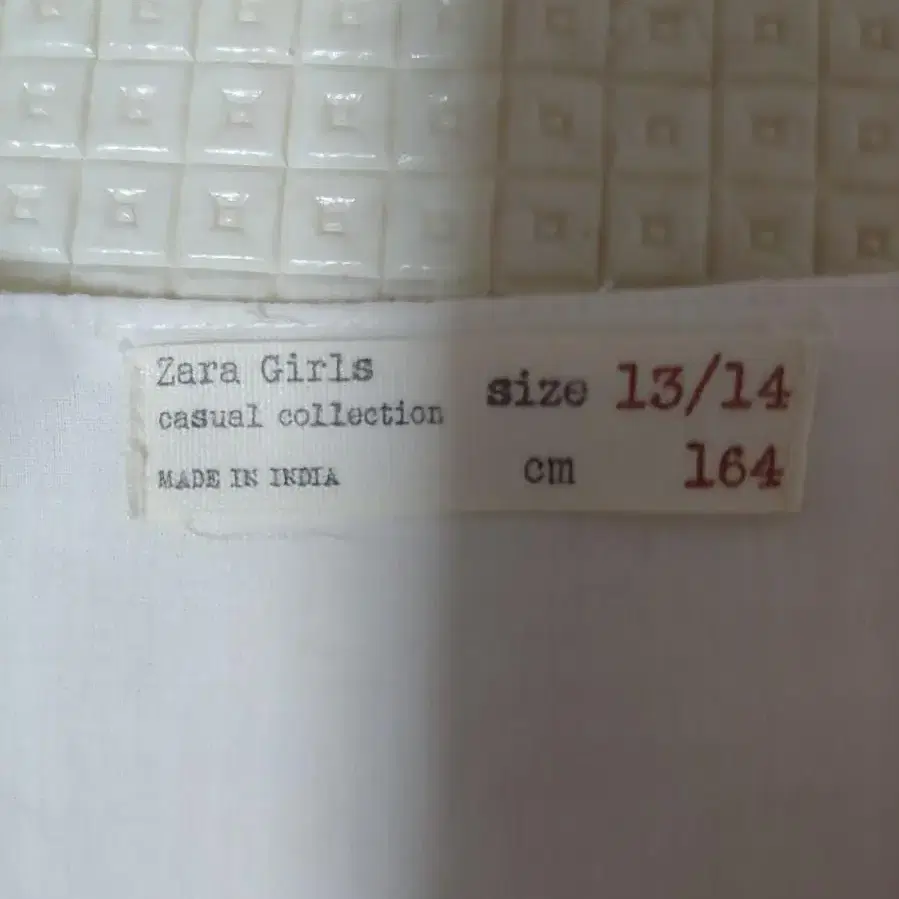 Zara Girls
casual collection
MADE IN INDIA
size 13/14
cm 164